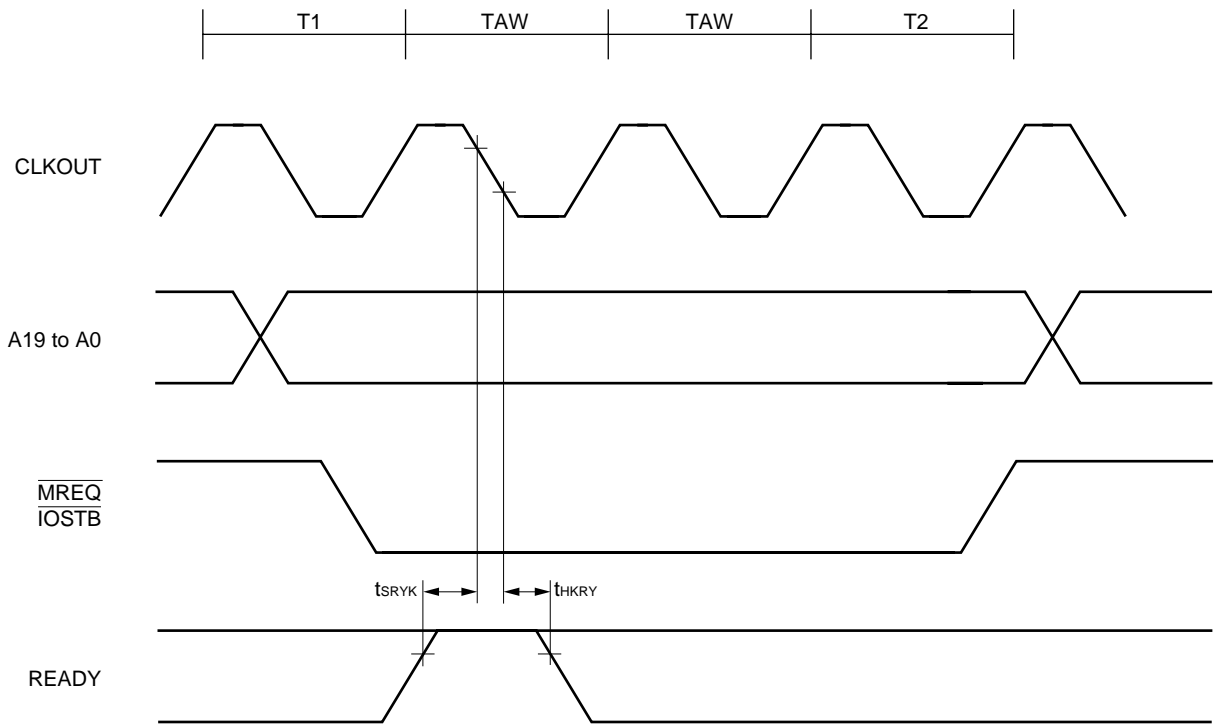 T1 TAW TAW T2
CLKOUT
A19 to A0
MREQ
IOSTB
tSRYK tHKRY
READY